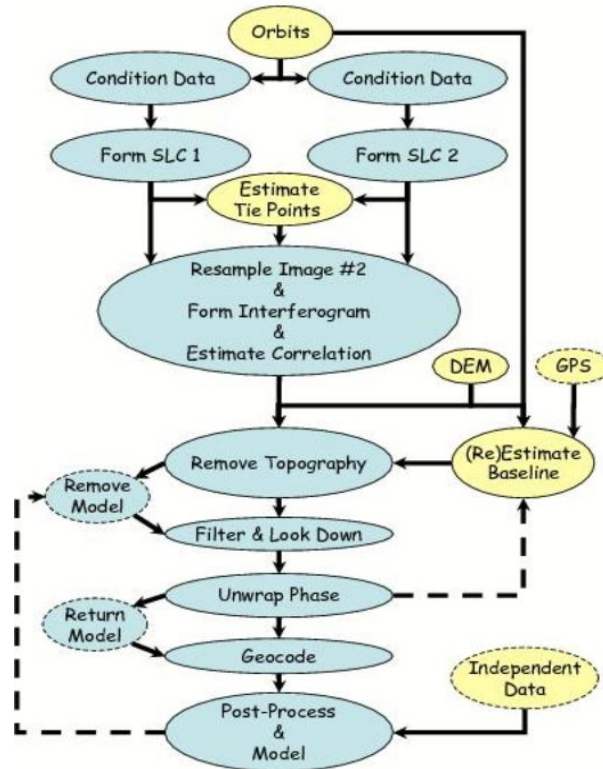 Orbits
Condition Data
Condition Data
Form SLC 1
Form SLC 2
Estimate
Tie Points
Resample Image #2
&
Form Interferogram
&
Estimate Correlation
DEM
GPS
(Re)Estimate
Baseline
Remove Topography
Remove
Model
Filter & Look Down
Unwrap Phase
Return
Model
Geocode
Independent
Data
Post-Process
&
Model